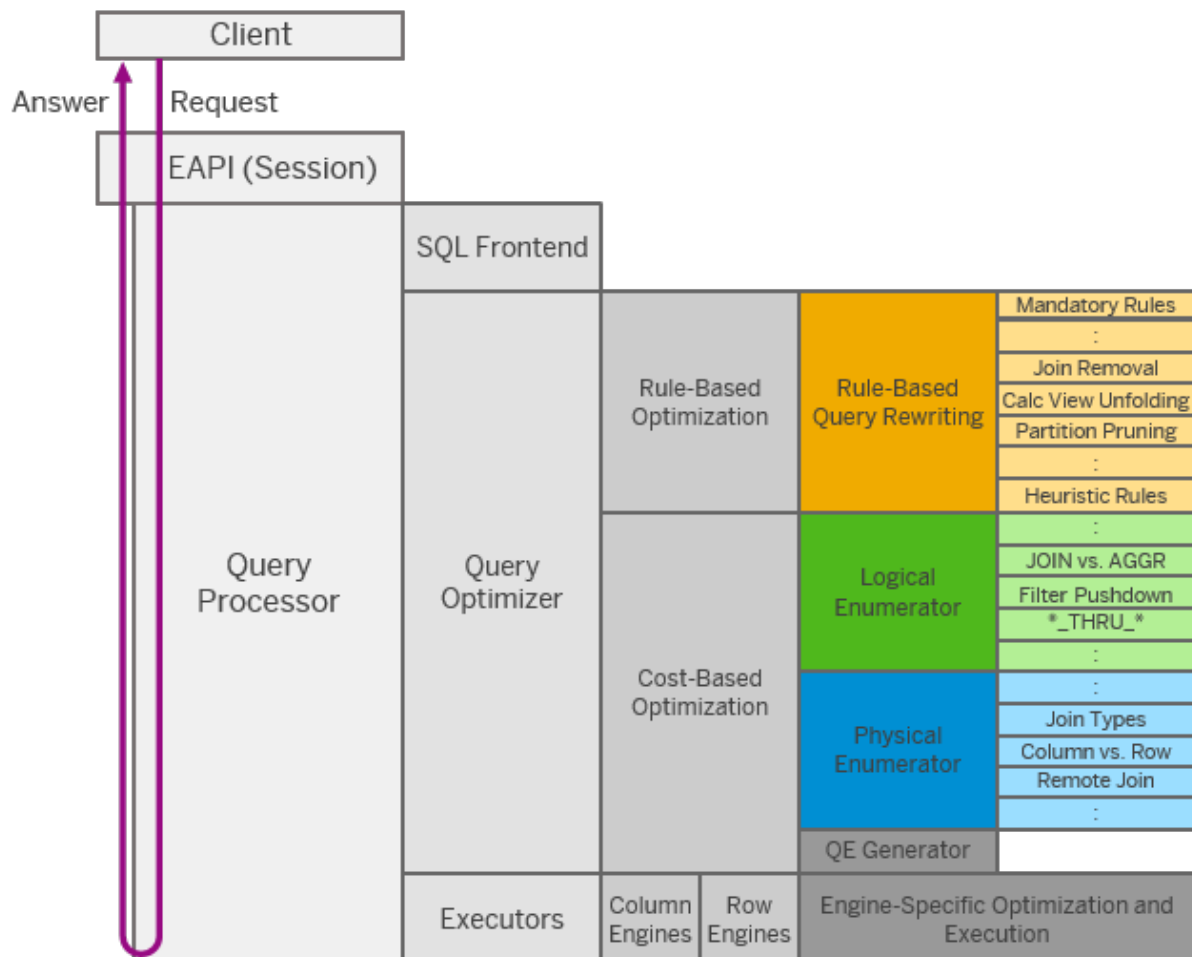 Client
Answer
Request
EAPI (Session)
SQL Frontend
Query
Processor
Query
Optimizer
Rule-Based
Optimization
Rule-Based
Query Rewriting
Mandatory Rules
:
Join Removal
Calc View Unfolding
Partition Pruning
:
Heuristic Rules
Cost-Based
Optimization
Logical
Enumerator
:
JOIN vs. AGGR
Filter Pushdown
*_THRU_*
:
Physical
Enumerator
:
Join Types
Column vs. Row
Remote Join
:
QE Generator
Executors
Column
Engines
Row
Engines
Engine-Specific Optimization and
Execution